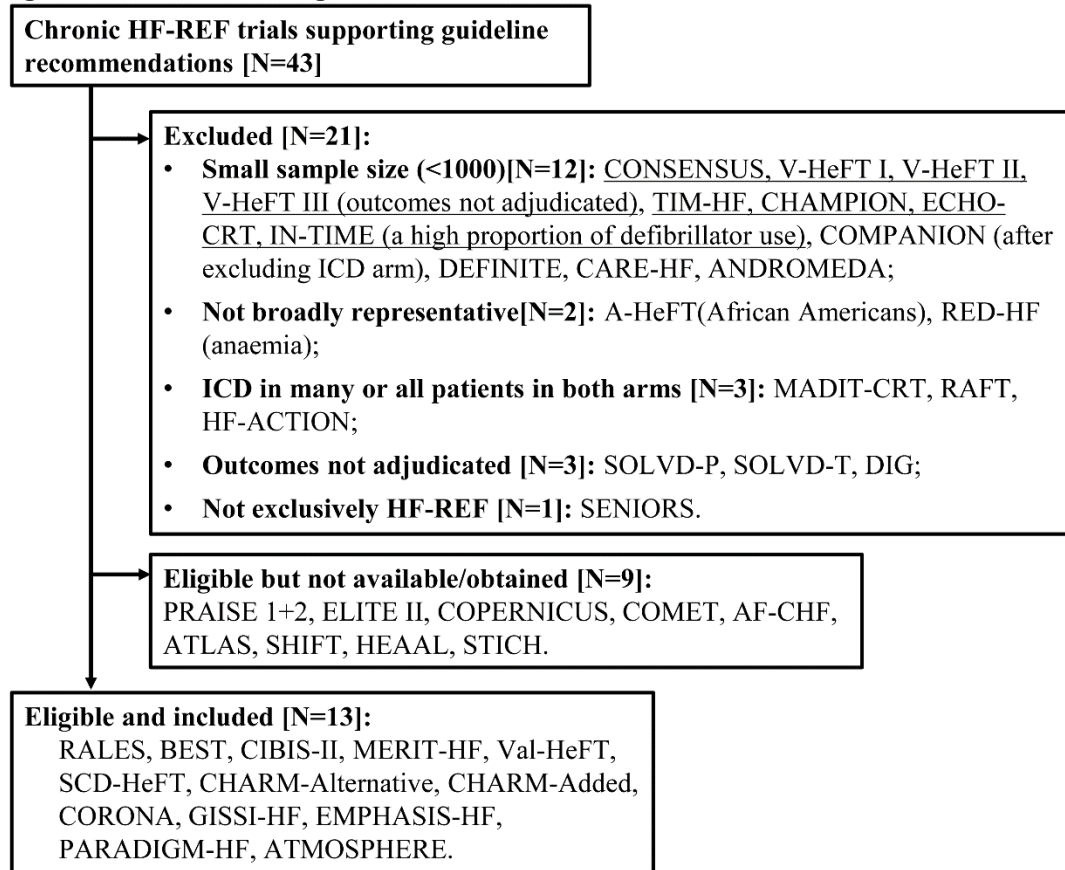 Chronic HF-REF trials supporting guideline
recommendations [N=43]
Excluded [N=21]:
• Small sample size (<1000)[N=12]: CONSENSUS, V-HeFT I, V-HeFT II,
V-HeFT III (outcomes not adjudicated), TIM-HF, CHAMPION, ECHO-
CRT, IN-TIME (a high proportion of defibrillator use), COMPANION (after
excluding ICD arm), DEFINITE, CARE-HF, ANDROMEDA;
• Not broadly representative[N=2]: A-HeFT(African Americans), RED-HF
(anaemia);
• ICD in many or all patients in both arms [N=3]: MADIT-CRT, RAFT,
HF-ACTION;
• Outcomes not adjudicated [N=3]: SOLVD-P, SOLVD-T, DIG;
• Not exclusively HF-REF [N=1]: SENIORS.
Eligible but not available/obtained [N=9]:
PRAISE 1+2, ELITE II, COPERNICUS, COMET, AF-CHF,
ATLAS, SHIFT, HEAAL, STICH.
Eligible and included [N=13]:
RALES, BEST, CIBIS-II, MERIT-HF, Val-HeFT,
SCD-HeFT, CHARM-Alternative, CHARM-Added,
CORONA, GISSI-HF, EMPHASIS-HF,
PARADIGM-HF, ATMOSPHERE.